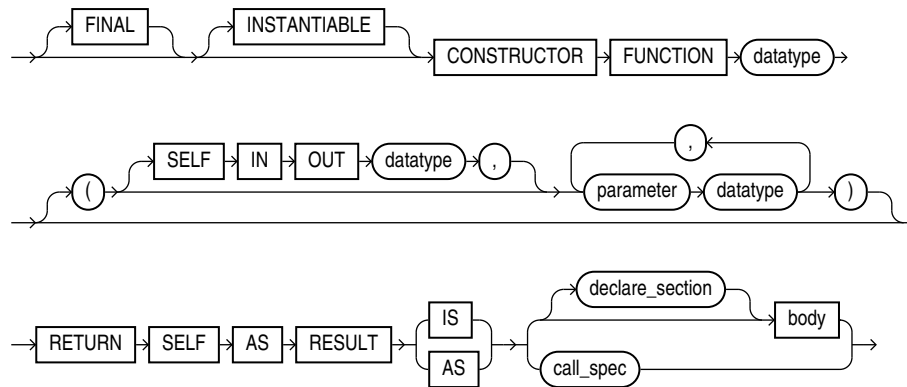 FINAL INSTANTIABLE
CONSTRUCTOR FUNCTION datatype
SELF IN OUT datatype , ,
( parameter datatype )
RETURN SELF AS RESULT IS declare_section body
AS call_spec